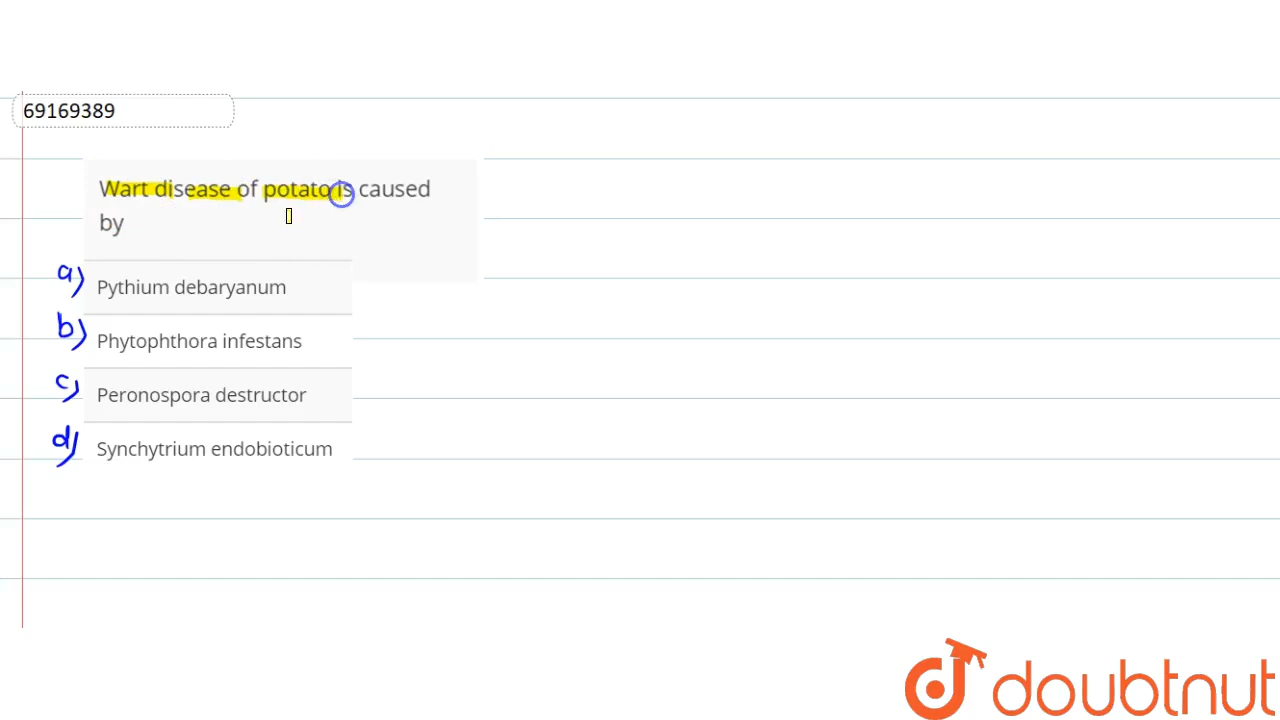 69169389
Wart disease of potato is caused
by
a) Pythium debaryanum
b) Phytophthora infestans
c) Peronospora destructor
d) Synchytrium endobioticum
doubtnut